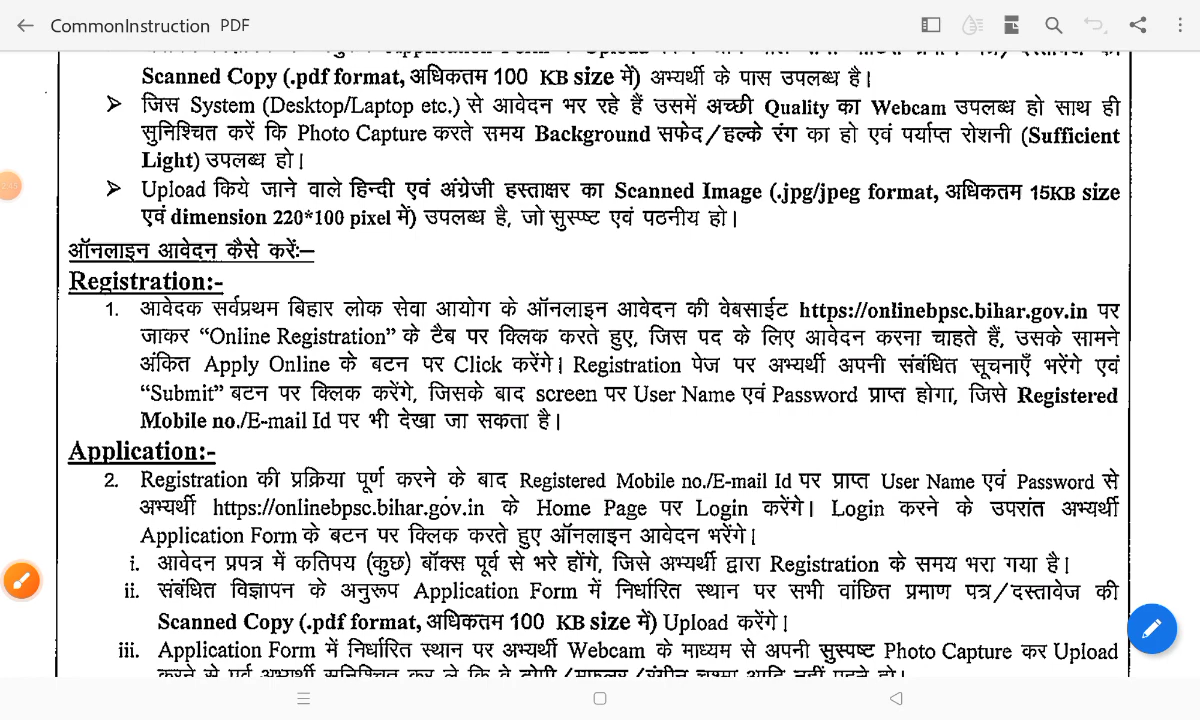 CommonInstruction PDF
Application Form
Scanned Copy (.pdf format, अधिकतम 100 KB size में) अभ्यर्थी के पास उपलब्ध है।
➢ जिस System (Desktop/Laptop etc.) से आवेदन भर रहे हैं उसमें अच्छी Quality का Webcam उपलब्ध हो साथ ही
सुनिश्चित करें कि Photo Capture करते समय Background सफेद/हल्के रंग का हो एवं पर्याप्त रोशनी (Sufficient
Light) उपलब्ध हो।
➢ Upload किये जाने वाले हिन्दी एवं अंग्रेजी हस्ताक्षर का Scanned Image (.jpg/jpeg format, अधिकतम 15KB size
एवं dimension 220*100 pixel में) उपलब्ध है, जो सुस्पष्ट एवं पठनीय हो।
ऑनलाइन आवेदन कैसे करें:–
Registration:-
1. आवेदक सर्वप्रथम बिहार लोक सेवा आयोग के ऑनलाइन आवेदन की वेबसाईट https://onlinebpsc.bihar.gov.in पर
जाकर “Online Registration” के टैब पर क्लिक करते हुए, जिस पद के लिए आवेदन करना चाहते हैं, उसके सामने
अंकित Apply Online के बटन पर Click करेंगे। Registration पेज पर अभ्यर्थी अपनी संबंधित सूचनाएँ भरेंगे एवं
“Submit” बटन पर क्लिक करेंगे, जिसके बाद screen पर User Name एवं Password प्राप्त होगा, जिसे Registered
Mobile no./E-mail Id पर भी देखा जा सकता है।
Application:-
2. Registration की प्रक्रिया पूर्ण करने के बाद Registered Mobile no./E-mail Id पर प्राप्त User Name एवं Password से
अभ्यर्थी https://onlinebpsc.bihar.gov.in के Home Page पर Login करेंगे। Login करने के उपरांत अभ्यर्थी
Application Form के बटन पर क्लिक करते हुए ऑनलाइन आवेदन भरेंगे।
i. आवेदन प्रपत्र में कतिपय (कुछ) बॉक्स पूर्व से भरे होंगे, जिसे अभ्यर्थी द्वारा Registration के समय भरा गया है।
ii. संबंधित विज्ञापन के अनुरूप Application Form में निर्धारित स्थान पर सभी वांछित प्रमाण पत्र/दस्तावेज की
Scanned Copy (.pdf format, अधिकतम 100 KB size में) Upload करेंगे।
iii. Application Form में निर्धारित स्थान पर अभ्यर्थी Webcam के माध्यम से अपनी सुस्पष्ट Photo Capture कर Upload
करने से पूर्व अभ्यर्थी सुनिश्चित कर ले कि वे टोपी/मफलर/रंगीन चश्मा आदि नहीं पहने हो।